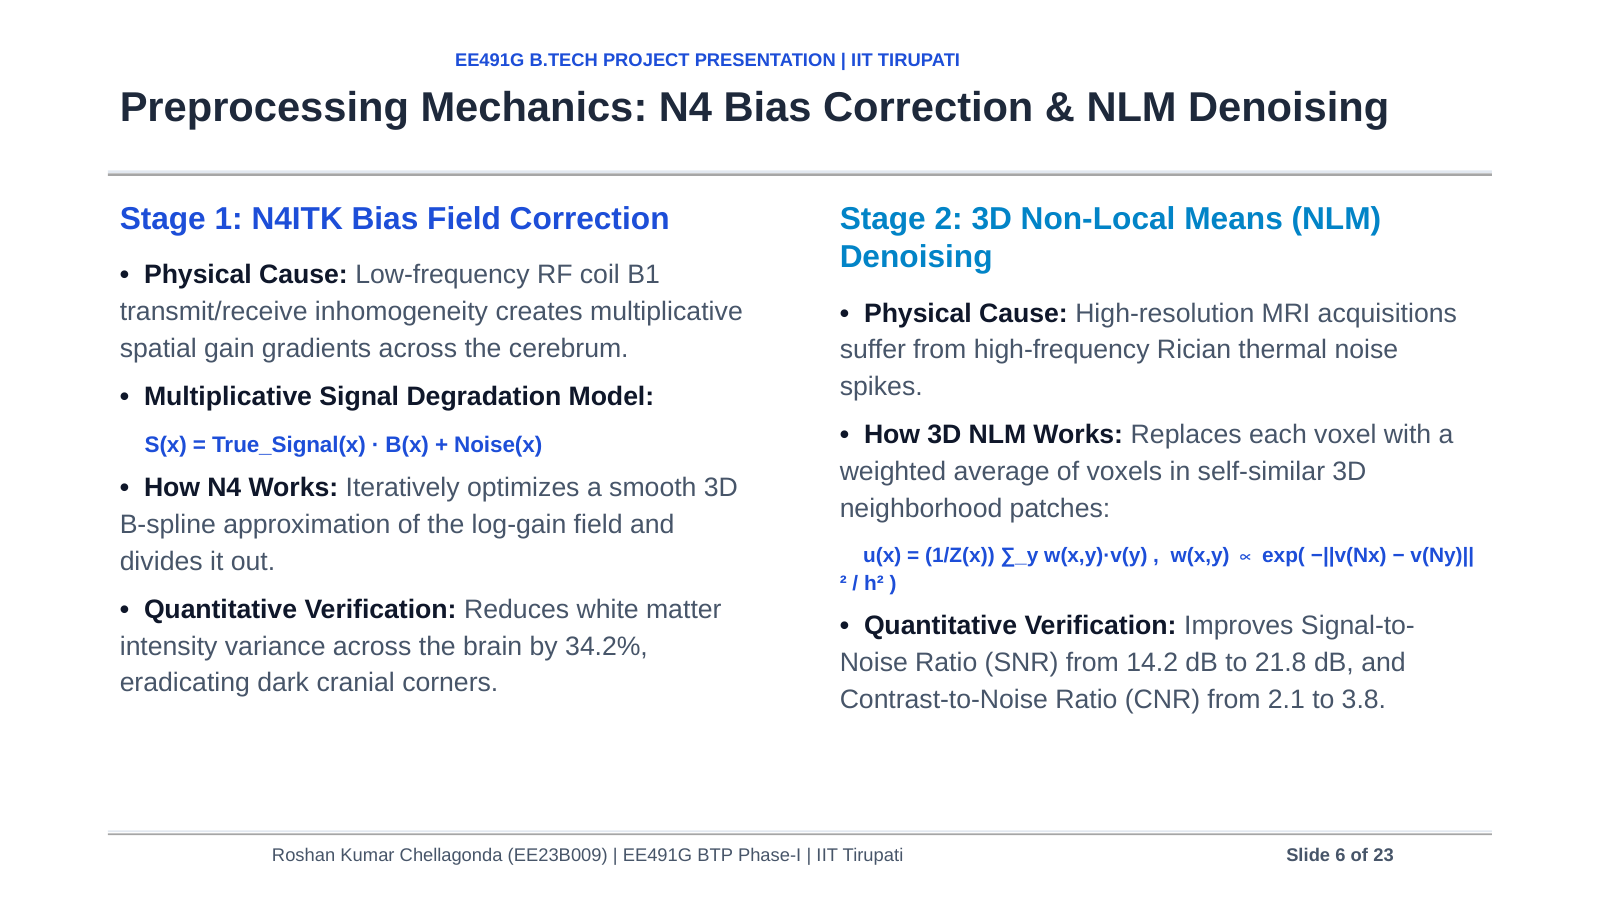 EE491G B.TECH PROJECT PRESENTATION | IIT TIRUPATI
Preprocessing Mechanics: N4 Bias Correction & NLM Denoising
Stage 1: N4ITK Bias Field Correction
• Physical Cause: Low-frequency RF coil B1
transmit/receive inhomogeneity creates multiplicative
spatial gain gradients across the cerebrum.
• Multiplicative Signal Degradation Model:
S(x) = True_Signal(x) · B(x) + Noise(x)
• How N4 Works: Iteratively optimizes a smooth 3D
B-spline approximation of the log-gain field and
divides it out.
• Quantitative Verification: Reduces white matter
intensity variance across the brain by 34.2%,
eradicating dark cranial corners.
Stage 2: 3D Non-Local Means (NLM)
Denoising
• Physical Cause: High-resolution MRI acquisitions
suffer from high-frequency Rician thermal noise
spikes.
• How 3D NLM Works: Replaces each voxel with a
weighted average of voxels in self-similar 3D
neighborhood patches:
u(x) = (1/Z(x)) ∑_y w(x,y)·v(y) , w(x,y) ∝ exp( −||v(Nx) − v(Ny)||
² / h² )
• Quantitative Verification: Improves Signal-to-
Noise Ratio (SNR) from 14.2 dB to 21.8 dB, and
Contrast-to-Noise Ratio (CNR) from 2.1 to 3.8.
Roshan Kumar Chellagonda (EE23B009) | EE491G BTP Phase-I | IIT Tirupati
Slide 6 of 23